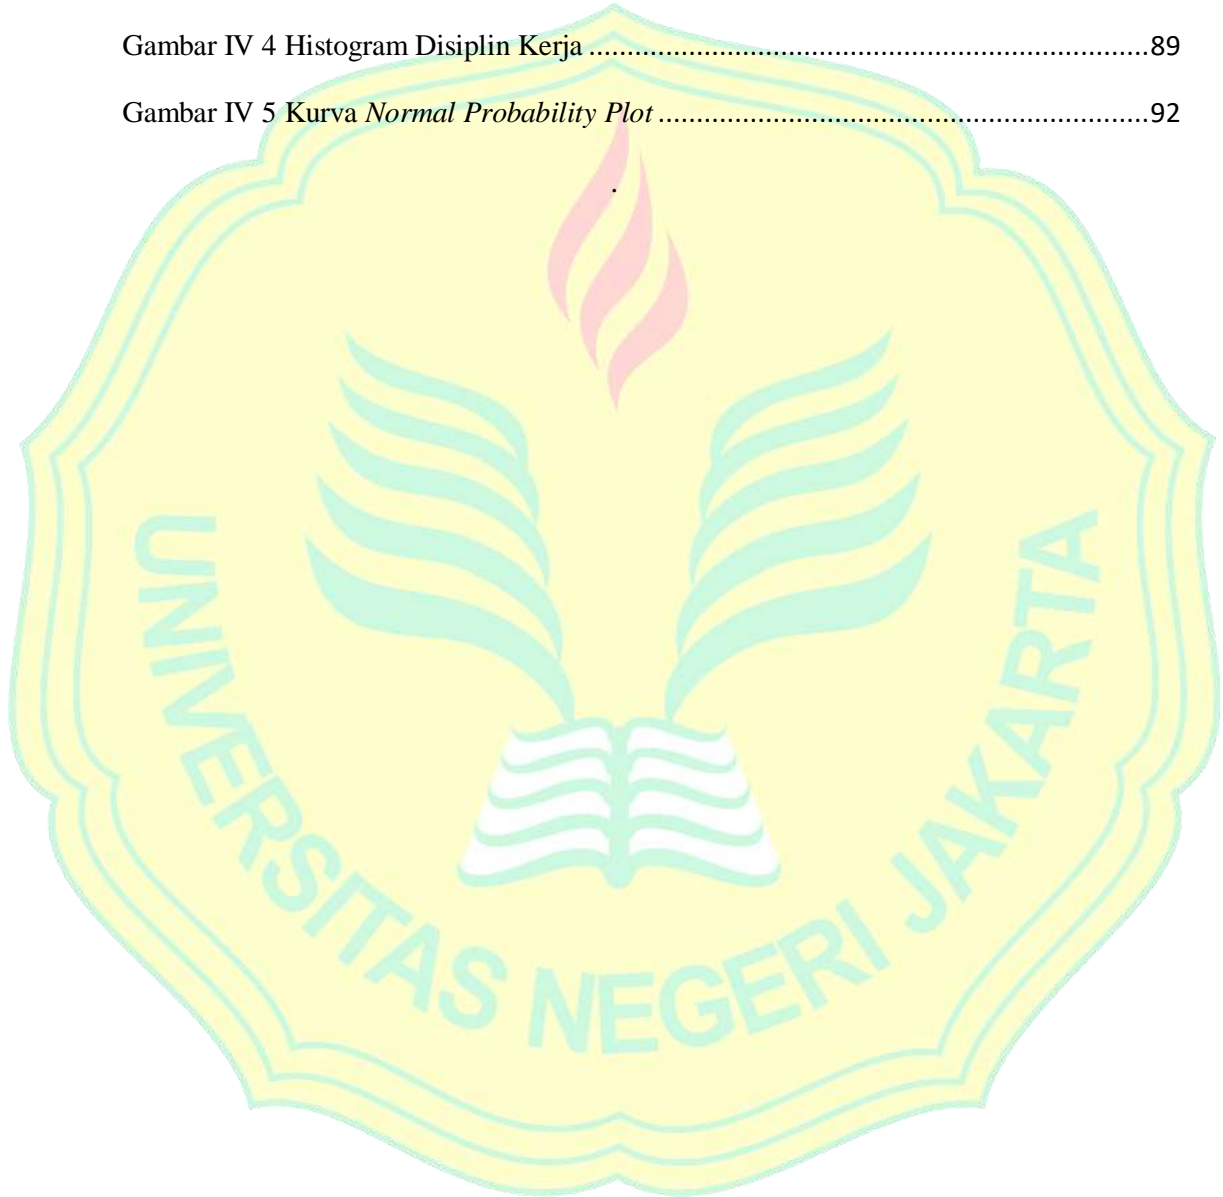 Gambar IV 4 Histogram Disiplin Kerja ........................................................................89
Gambar IV 5 Kurva Normal Probability Plot ...............................................................92
.
UNIVERSITAS NEGERI JAKARTA